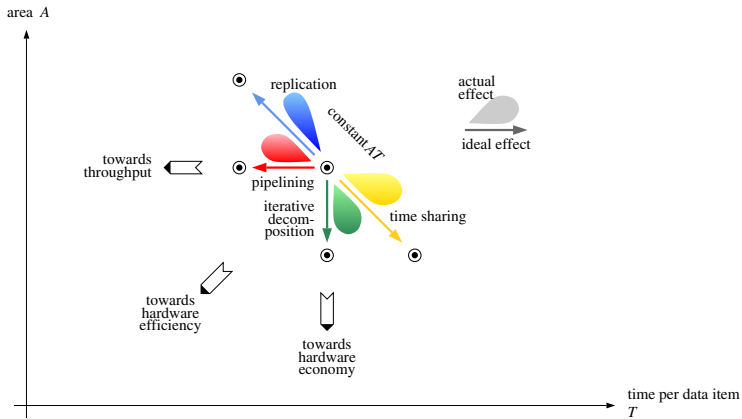 area A
replication
constant AT
actual
effect
ideal effect
towards
throughput
pipelining
iterative
decom-
position
time sharing
towards
hardware
efficiency
towards
hardware
economy
time per data item
T